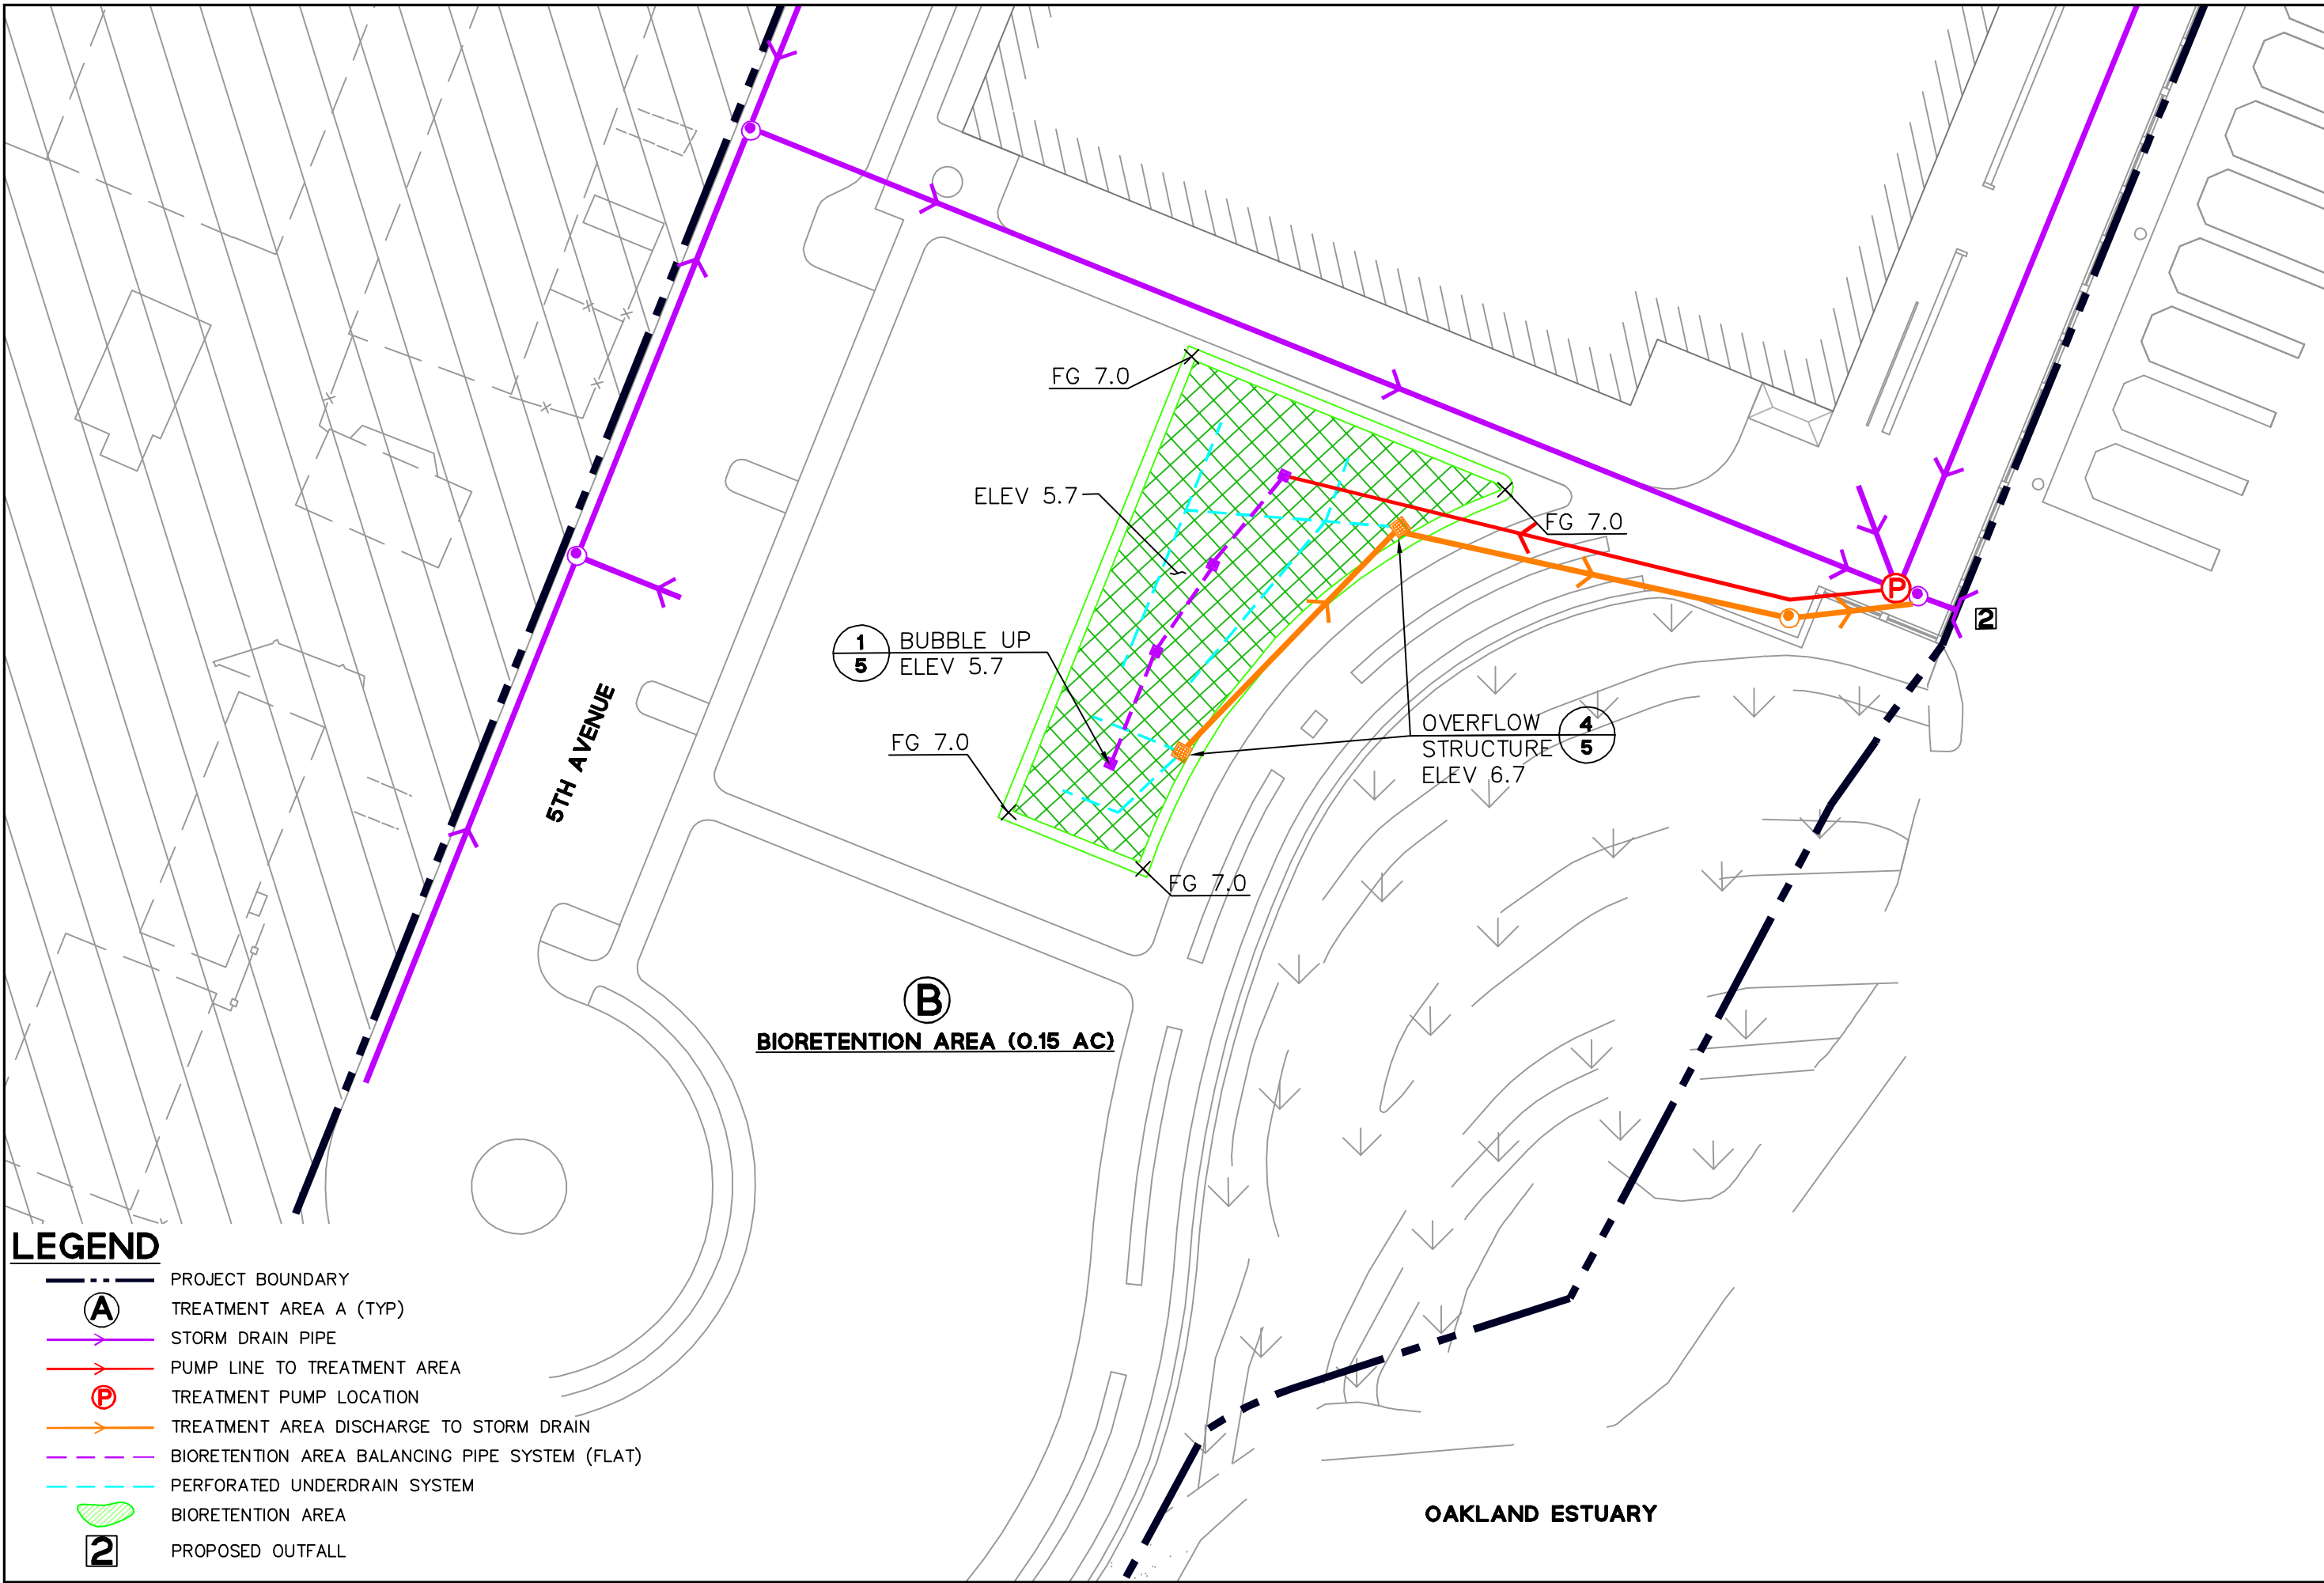 FG 7.0
ELEV 5.7
FG 7.0
1
5
BUBBLE UP
ELEV 5.7
P
2
5TH AVENUE
FG 7.0
OVERFLOW
STRUCTURE
ELEV 6.7
4
5
FG 7.0
B
BIORETENTION AREA (0.15 AC)
LEGEND
PROJECT BOUNDARY
A TREATMENT AREA A (TYP)
STORM DRAIN PIPE
PUMP LINE TO TREATMENT AREA
P TREATMENT PUMP LOCATION
TREATMENT AREA DISCHARGE TO STORM DRAIN
BIORETENTION AREA BALANCING PIPE SYSTEM (FLAT)
PERFORATED UNDERDRAIN SYSTEM
BIORETENTION AREA
2 PROPOSED OUTFALL
OAKLAND ESTUARY